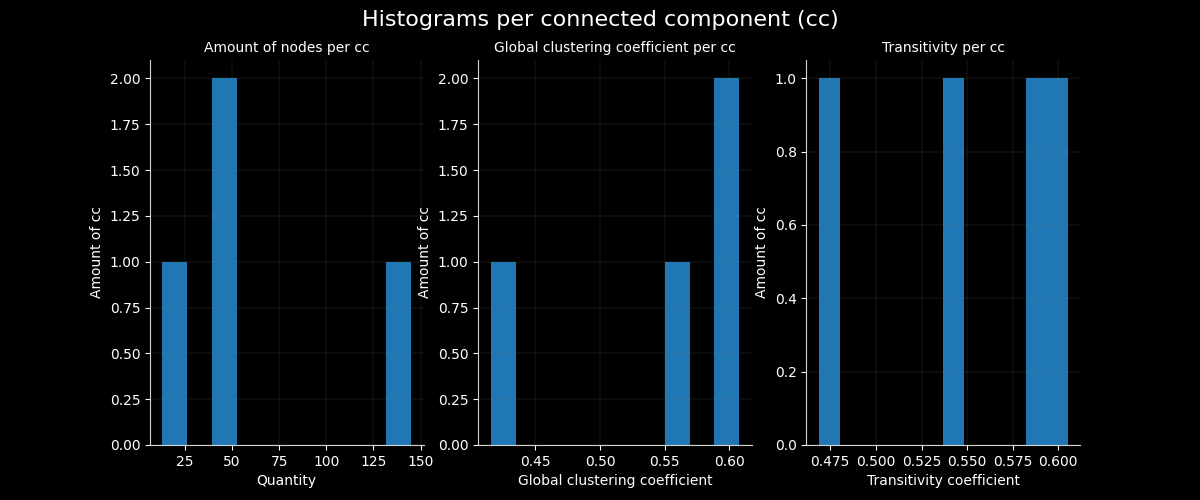 Histograms per connected component (cc)
Amount of nodes per cc
Amount of cc
2.00
1.75
1.50
1.25
1.00
0.75
0.50
0.25
0.00
25 50 75 100 125 150
Quantity
Global clustering coefficient per cc
Amount of cc
2.00
1.75
1.50
1.25
1.00
0.75
0.50
0.25
0.00
0.45 0.50 0.55 0.60
Global clustering coefficient
Transitivity per cc
Amount of cc
1.0
0.8
0.6
0.4
0.2
0.0
0.475 0.500 0.525 0.550 0.575 0.600
Transitivity coefficient